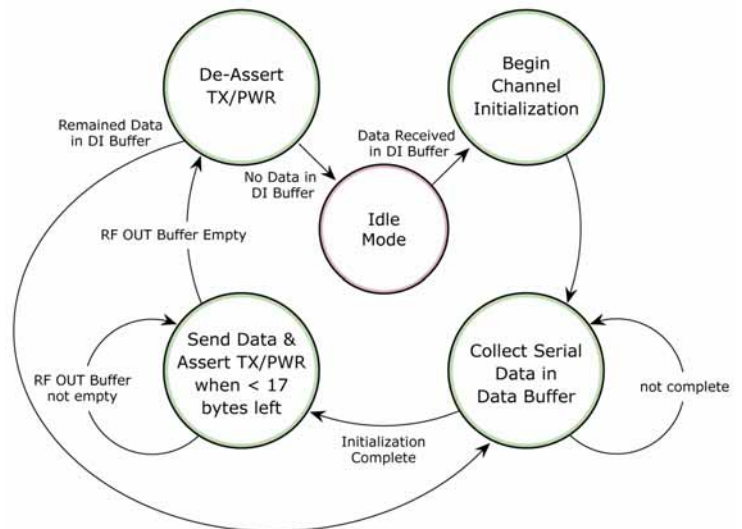 De-Assert
TX/PWR
Begin
Channel
Initialization
Remained Data
in DI Buffer
Data Received
in DI Buffer
No Data in
DI Buffer
Idle
Mode
RF OUT Buffer Empty
Send Data &
Assert TX/PWR
when < 17
bytes left
RF OUT Buffer
not empty
Collect Serial
Data in
Data Buffer
not complete
Initialization
Complete